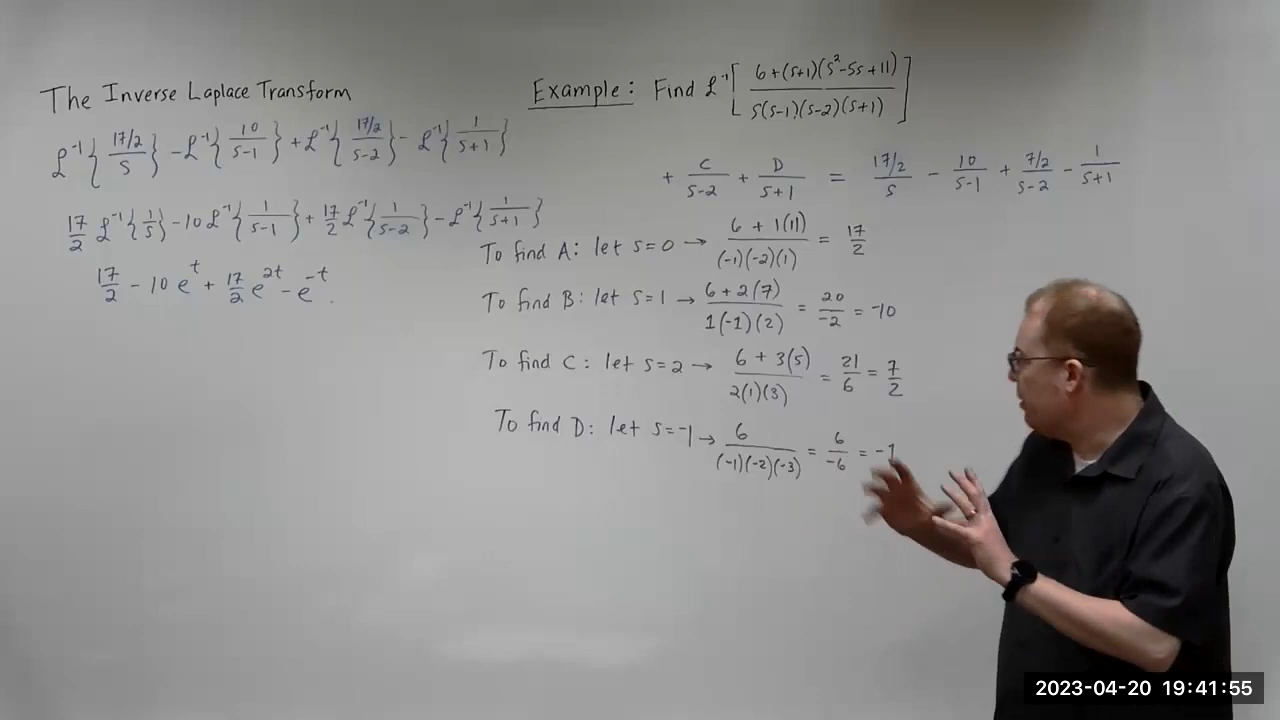 The Inverse Laplace Transform
ℒ⁻¹{17/2 / s} - ℒ⁻¹{10 / s-1} + ℒ⁻¹{17/2 / s-2} - ℒ⁻¹{1 / s+1}
17/2 ℒ⁻¹{1/s} - 10 ℒ⁻¹{1 / s-1} + 17/2 ℒ⁻¹{1 / s-2} - ℒ⁻¹{1 / s+1}
17/2 - 10 e^t + 17/2 e^2t - e^-t.
Example: Find ℒ⁻¹[6+(s+1)(s²-5s+11) / s(s-1)(s-2)(s+1)]
+ C / s-2 + D / s+1 = 17/2 / s - 10 / s-1 + 7/2 / s-2 - 1 / s+1
To find A: let s=0 → 6 + 1(11) / (-1)(-2)(1) = 17/2
To find B: let s=1 → 6 + 2(7) / 1(-1)(2) = 20/-2 = -10
To find C: let s=2 → 6 + 3(5) / 2(1)(3) = 21/6 = 7/2
To find D: let s=-1 → 6 / (-1)(-2)(-3) = 6/-6 = -1
2023-04-20 19:41:55